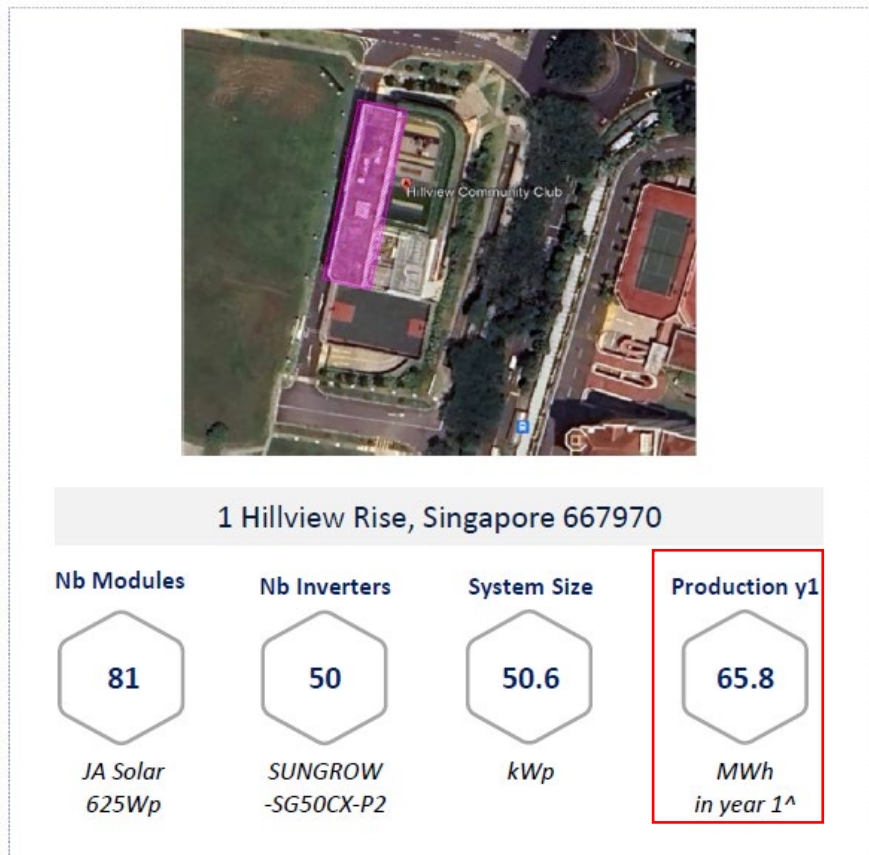 Hillview Community Club
1 Hillview Rise, Singapore 667970
Nb Modules
Nb Inverters
System Size
Production y1
81
50
50.6
65.8
JA Solar
625Wp
SUNGROW
-SG50CX-P2
kWp
MWh
in year 1^